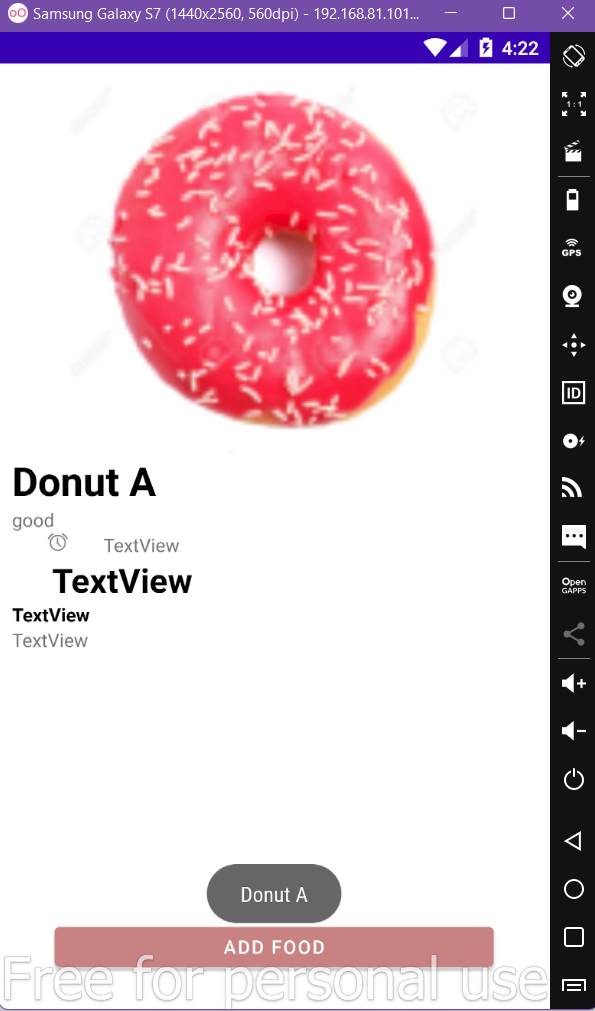 Samsung Galaxy S7 (1440x2560, 560dpi) - 192.168.81.101...
4:22
1:1
GPS
ID
Donut A
good
TextView
TextView
Open
GAPPS
TextView
TextView
Donut A
ADD FOOD
Free for personal use